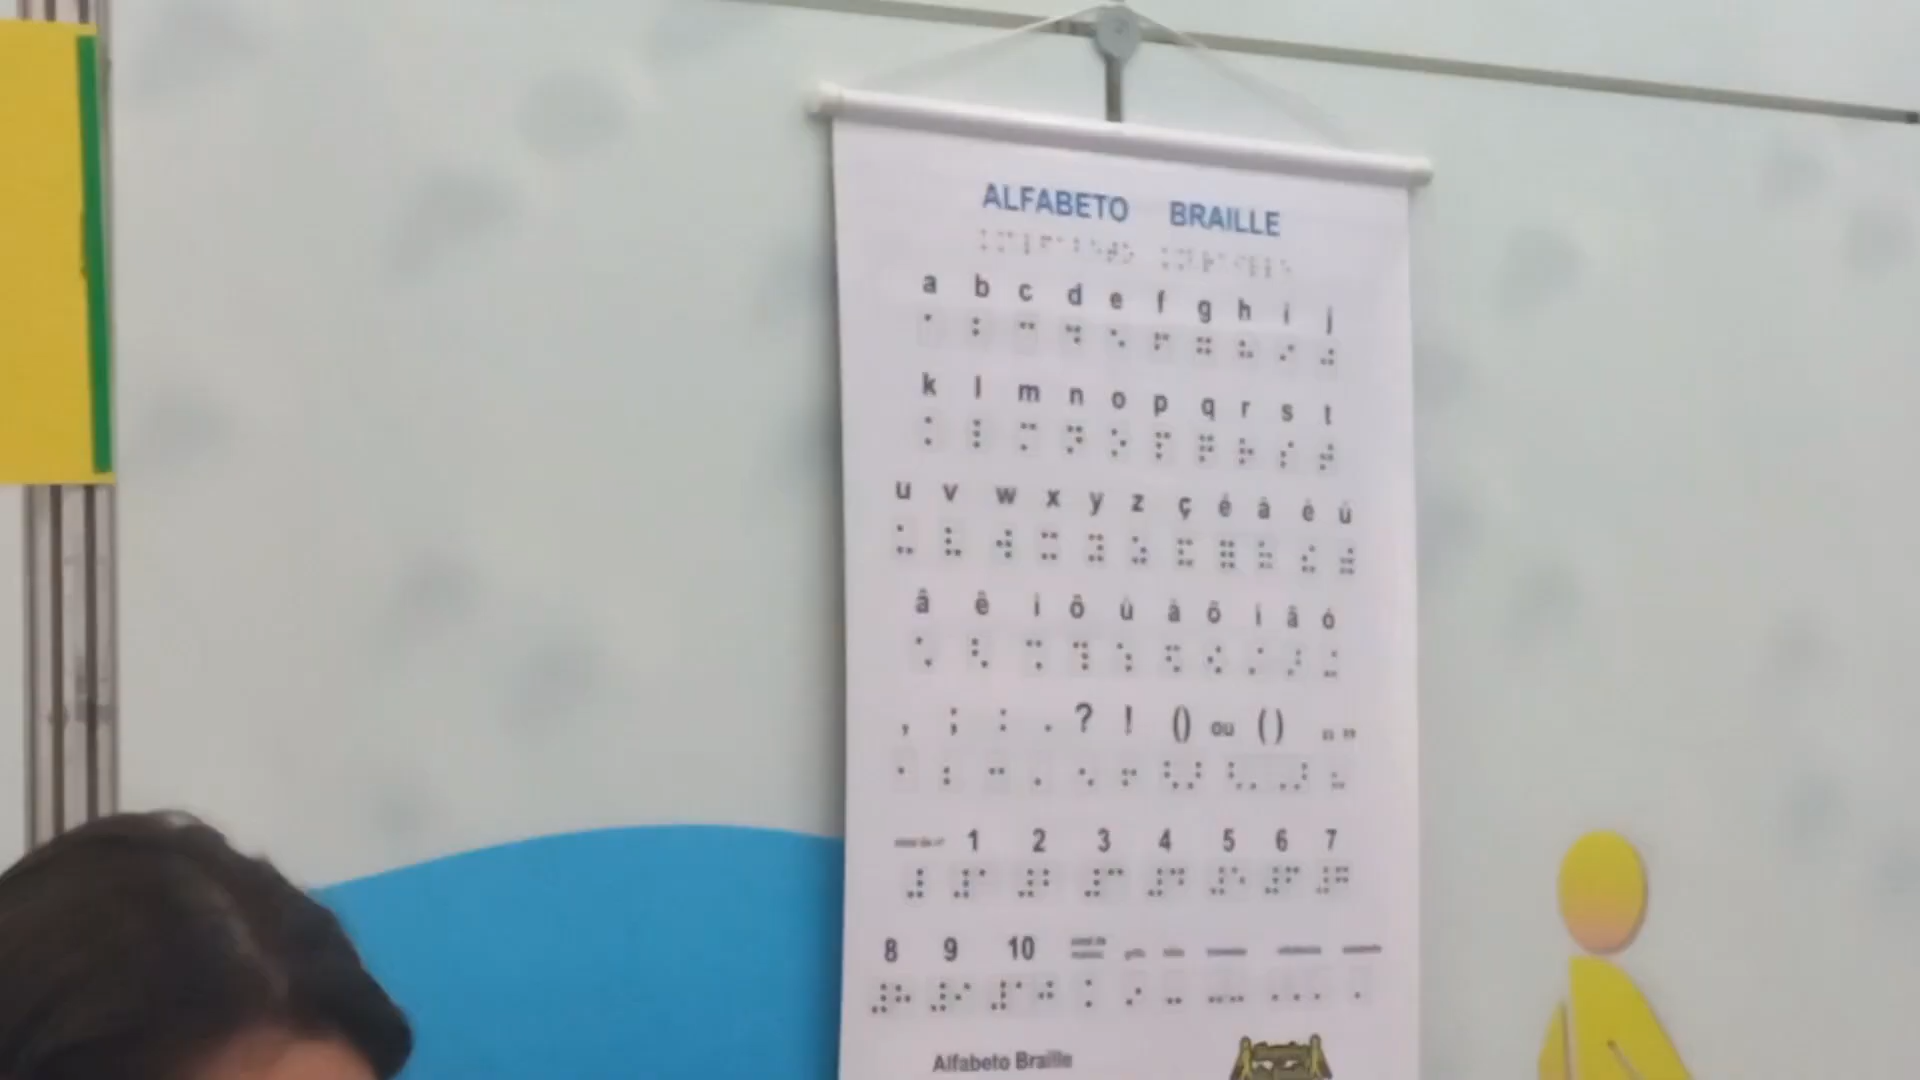 ALFABETO BRAILLE
a b c d e f g h i j
k l m n o p q r s t
u v w x y z ç é á è ú
â ê ì ô ù à õ í ã ó
, ; : . ? ! () ou ( ) “ ”
1 2 3 4 5 6 7
8 9 10
Alfabeto Braille